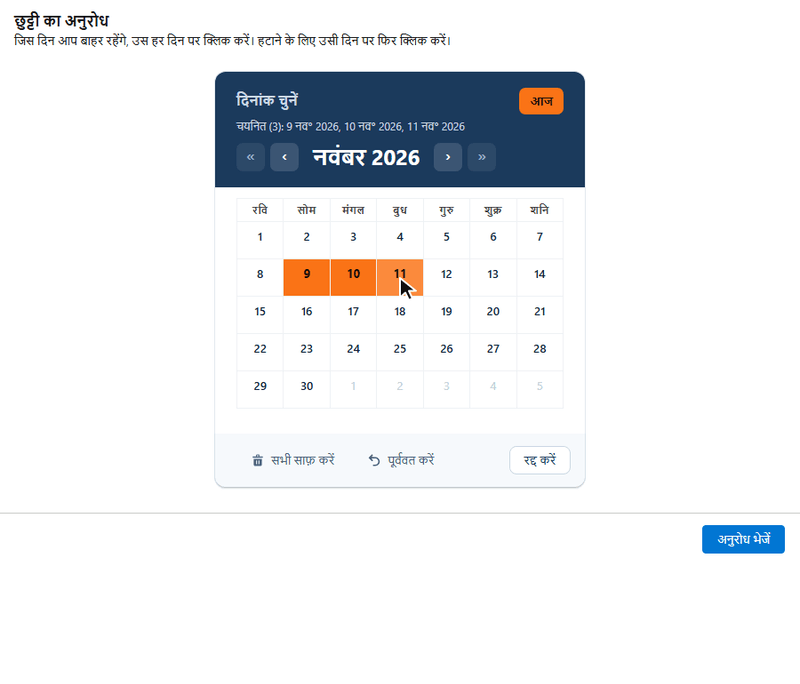 छुट्टी का अनुरोध
जिस दिन आप बाहर रहेंगे, उस हर दिन पर क्लिक करें। हटाने के लिए उसी दिन पर फिर क्लिक करें।
दिनांक चुनें
आज
चयनित (3): 9 नव॰ 2026, 10 नव॰ 2026, 11 नव॰ 2026
« ‹ नवंबर 2026 › »
रवि सोम मंगल बुध गुरु शुक्र शनि
1 2 3 4 5 6 7
8 9 10 11 12 13 14
15 16 17 18 19 20 21
22 23 24 25 26 27 28
29 30 1 2 3 4 5
सभी साफ़ करें पूर्ववत करें रद्द करें
अनुरोध भेजें